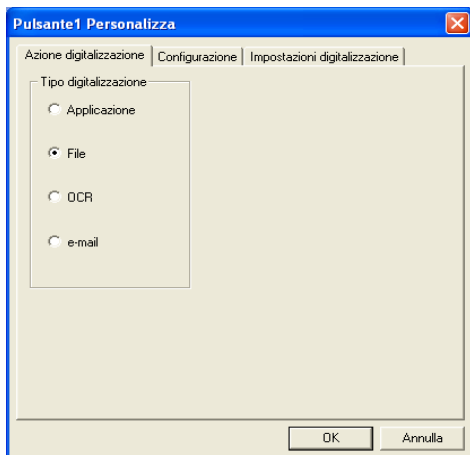 Pulsante1 Personalizza
Azione digitalizzazione Configurazione Impostazioni digitalizzazione
Tipo digitalizzazione
Applicazione
File
OCR
e-mail
OK Annulla